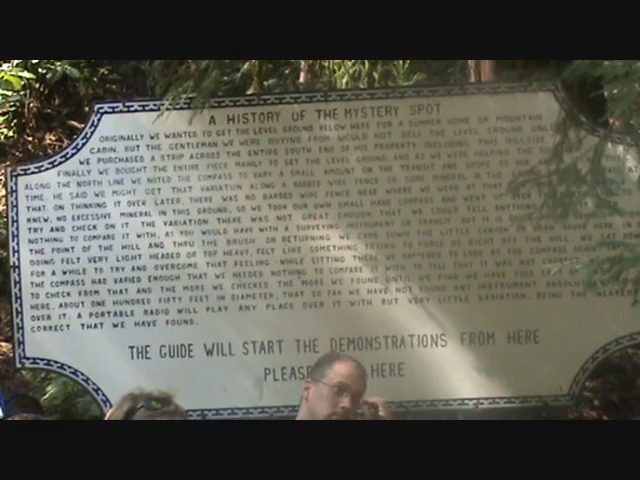 A HISTORY OF THE MYSTERY SPOT
ORIGINALLY WE WANTED TO GET THE LEVEL GROUND BELOW HERE FOR A SUMMER HOME OR MOUNTAIN
CABIN, BUT THE GENTLEMAN WE WERE BUYING FROM WOULD NOT SELL THE LEVEL GROUND
WE PURCHASED A STRIP ACROSS THE ENTIRE SOUTH END OF HIS PROPERTY INCLUDING THIS HILLSIDE
FINALLY WE BOUGHT THE ENTIRE PIECE MAINLY TO GET THE LEVEL GROUND, AND AS WE WERE HELPING THE
ALONG THE NORTH LINE WE NOTED THE COMPASS TO VARY A SMALL AMOUNT ON THE TRANSIT AND
TIME. HE SAID WE MIGHT GET THAT VARIATION ALONG A BARBED WIRE FENCE OR SOME MINERAL IN THE
THAT. ON THINKING IT OVER LATER, THERE WAS NO BARBED WIRE FENCE NEAR WHERE WE WERE AT THAT
KNEW, NO EXCESSIVE MINERAL IN THIS GROUND, SO WE TOOK OUR OWN SMALL HAND COMPASS AND WENT
TRY AND CHECK ON IT. THE VARIATION THERE WAS NOT GREAT ENOUGH THAT WE COULD TELL
NOTHING TO COMPARE IT WITH, AS YOU WOULD HAVE WITH A SURVEYING INSTRUMENT OR TRANSIT. BUT IT IS
THE POINT OF THE HILL AND THRU THE BRUSH ON RETURNING WE CAME DOWN THE LITTLE CANYON OR DRAW
DOING FELT VERY LIGHT HEADED OR TOP HEAVY, FELT LIKE SOMETHING TRYING TO FORCE US RIGHT OFF THE HILL. WE SAT DOWN
FOR A WHILE TO TRY AND OVERCOME THAT FEELING. WHILE SITTING THERE I HAPPENED TO LOOK AT THE COMPASS
THE COMPASS HAD VARIED ENOUGH THAT WE NEEDED NOTHING TO COMPARE IT WITH TO TELL THAT IT WAS NOT
TO CHECK FROM THAT AND THE MORE WE CHECKED THE MORE WE FOUND, UNTIL WE FIND WE HAVE THIS
HERE, ABOUT ONE HUNDRED FIFTY FEET IN DIAMETER, THAT SO FAR WE HAVE NOT FOUND ANY INSTRUMENT
OVER IT. A PORTABLE RADIO WILL PLAY ANY PLACE OVER IT WITH BUT VERY LITTLE VARIATION, BEING THE
CORRECT THAT WE HAVE FOUND.
THE GUIDE WILL START THE DEMONSTRATIONS FROM HERE
HERE